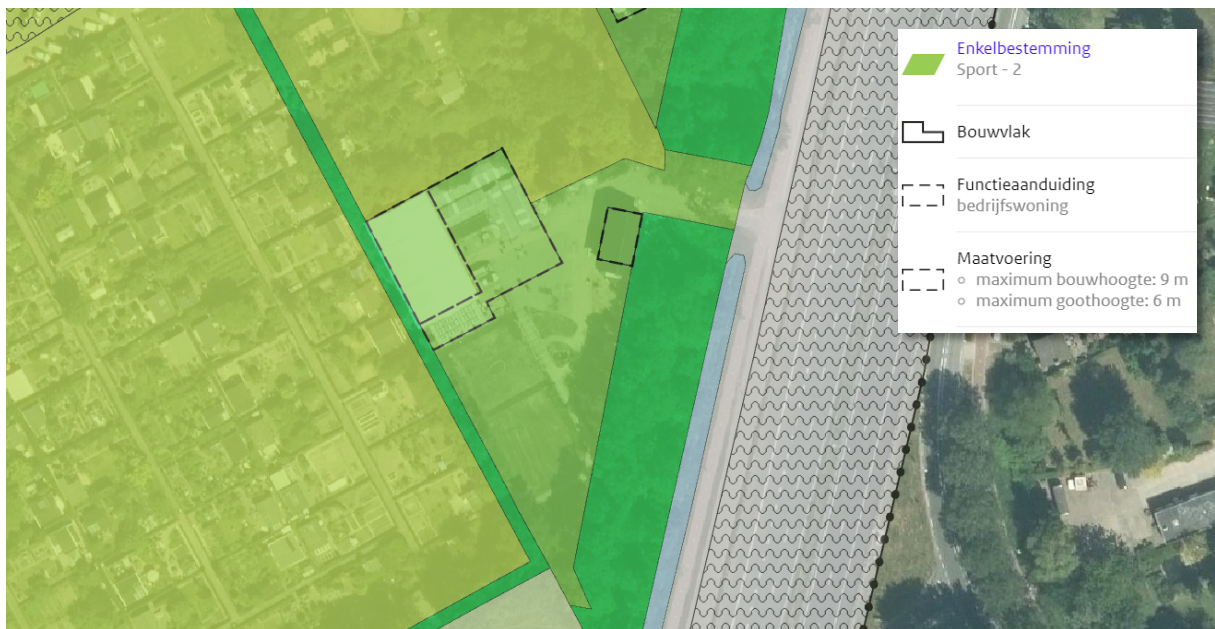 Enkelbestemming
Sport - 2
Bouwvlak
Functieaanduiding
bedrijfswoning
Maatvoering
maximum bouwhoogte: 9 m
maximum goothoogte: 6 m